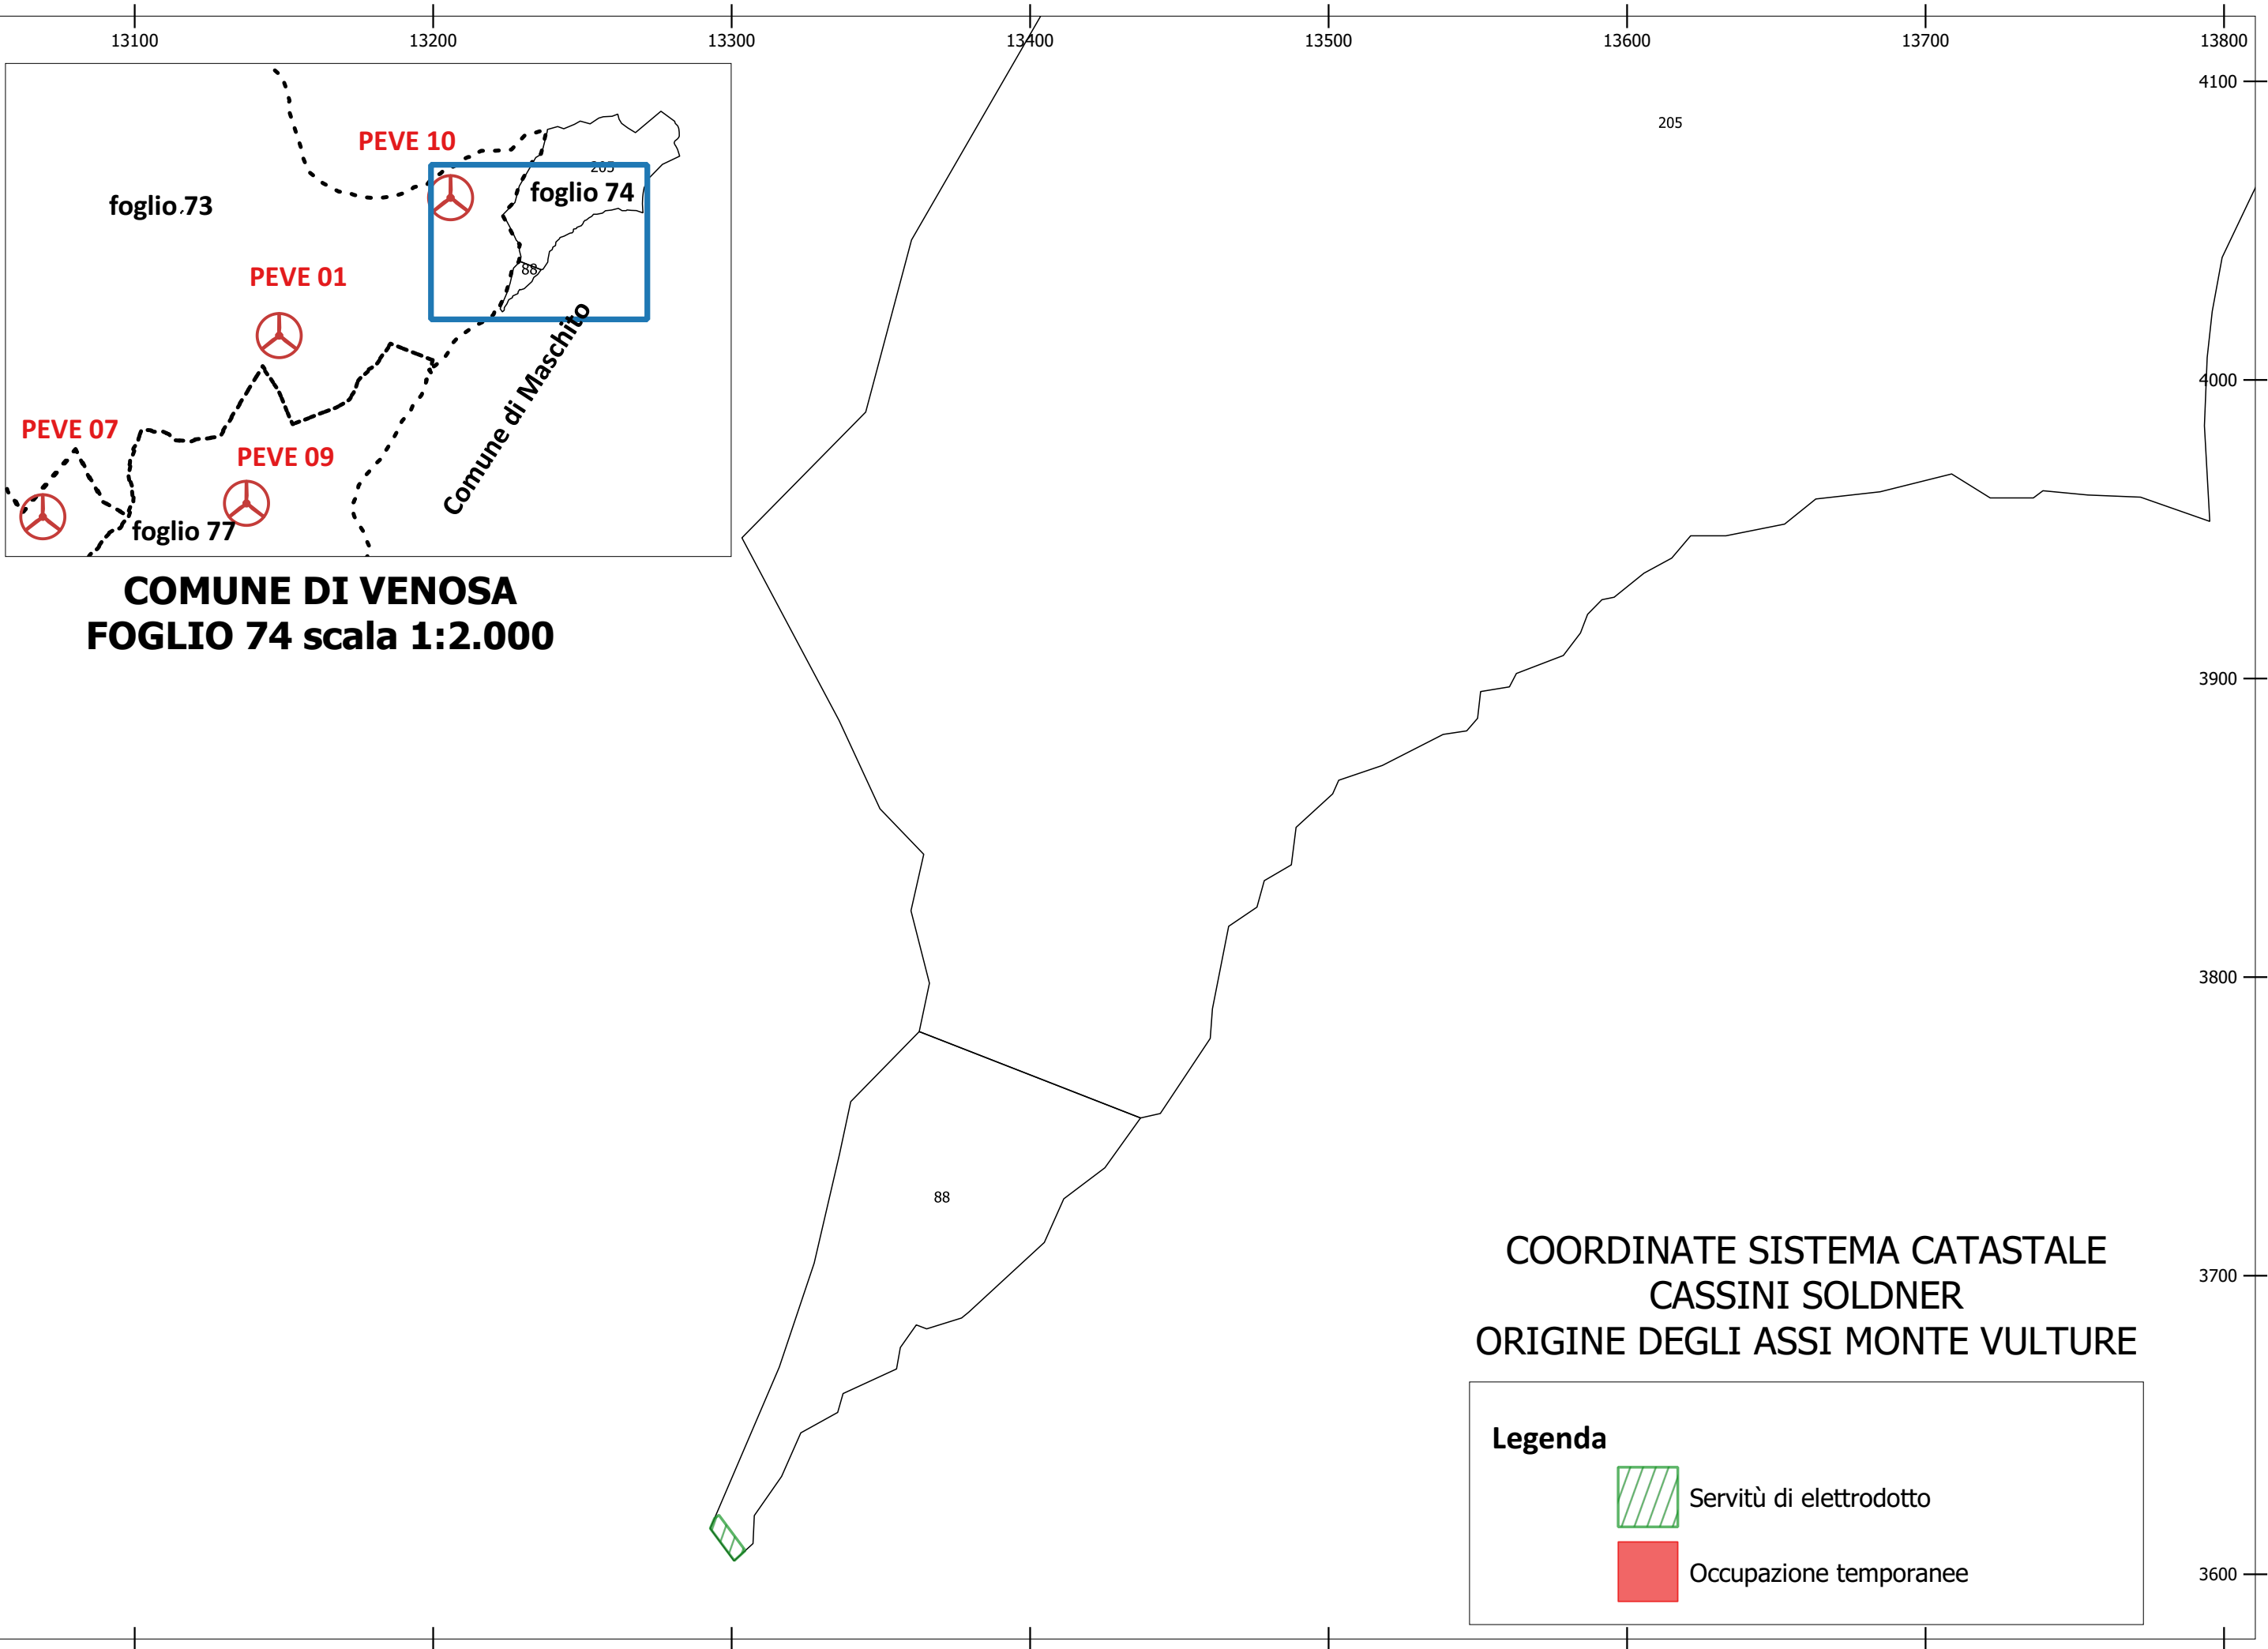 13100 13200 13300 13400 13500 13600 13700 13800
4100
205
PEVE 10
205
foglio 73
foglio 74
PEVE 01
88
Comune di Maschito
4000
PEVE 07
PEVE 09
foglio 77
COMUNE DI VENOSA
FOGLIO 74 scala 1:2.000
3900
3800
88
COORDINATE SISTEMA CATASTALE
CASSINI SOLDNER
ORIGINE DEGLI ASSI MONTE VULTURE
3700
Legenda
Servitù di elettrodotto
Occupazione temporanee
3600